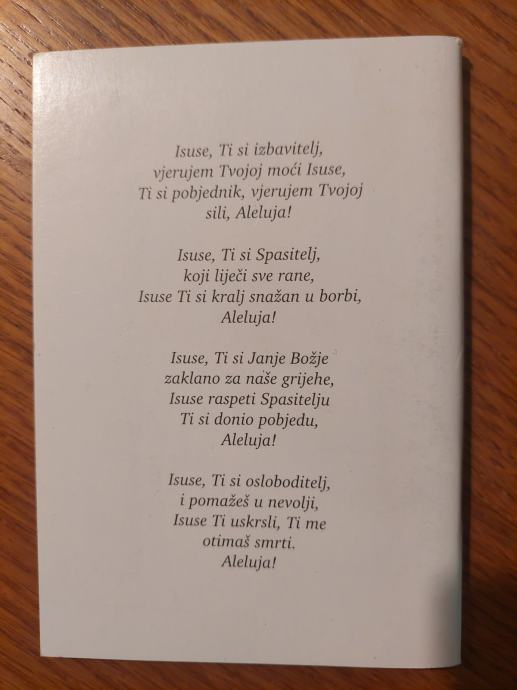 Isuse, Ti si izbavitelj,
vjerujem Tvojoj moći Isuse,
Ti si pobjednik, vjerujem Tvojoj
sili, Aleluja!
Isuse, Ti si Spasitelj,
koji liječi sve rane,
Isuse Ti si kralj snažan u borbi,
Aleluja!
Isuse, Ti si Janje Božje
zaklano za naše grijehe,
Isuse raspeti Spasitelju
Ti si donio pobjedu,
Aleluja!
Isuse, Ti si osloboditelj,
i pomažeš u nevolji,
Isuse Ti uskrsli, Ti me
otimaš smrti.
Aleluja!